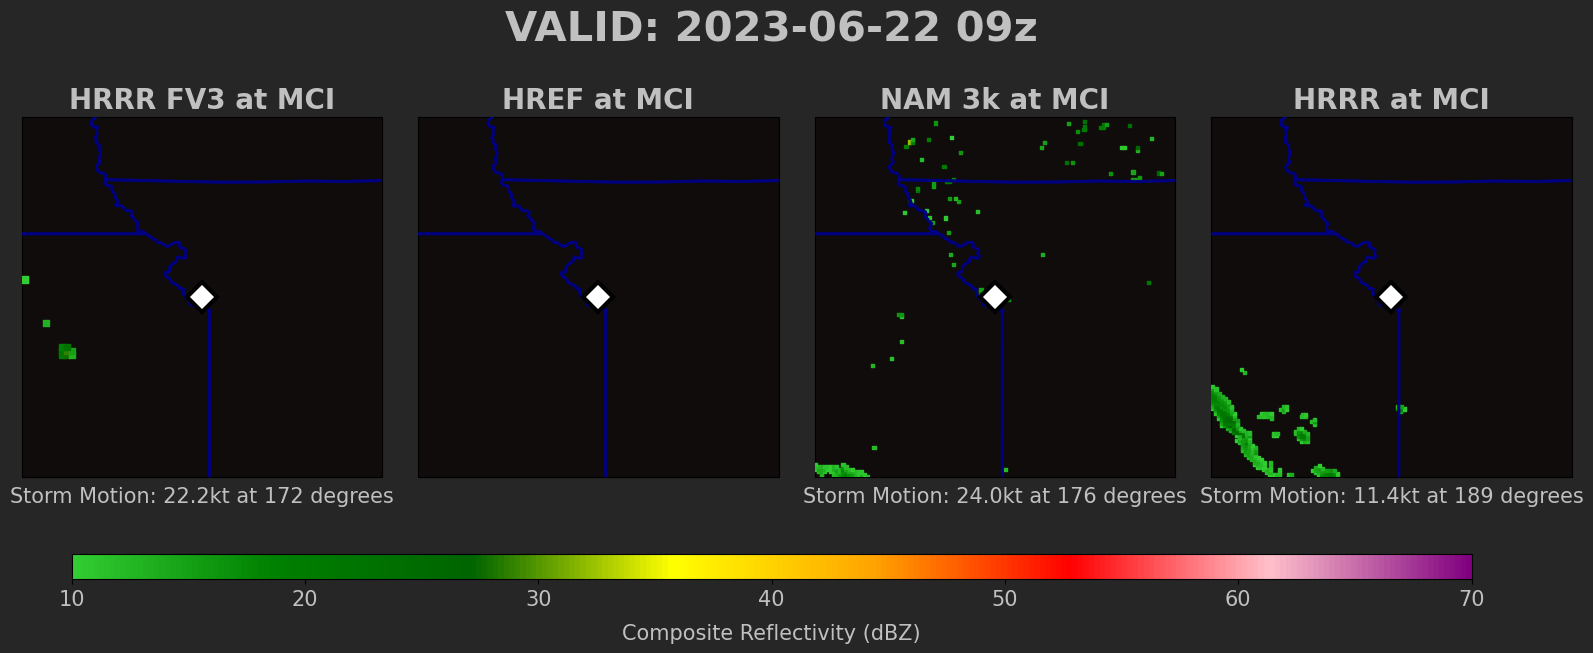 VALID: 2023-06-22 09z
HRRR FV3 at MCI
HREF at MCI
NAM 3k at MCI
HRRR at MCI
Storm Motion: 22.2kt at 172 degrees
Storm Motion: 24.0kt at 176 degrees
Storm Motion: 11.4kt at 189 degrees
10 20 30 40 50 60 70
Composite Reflectivity (dBZ)